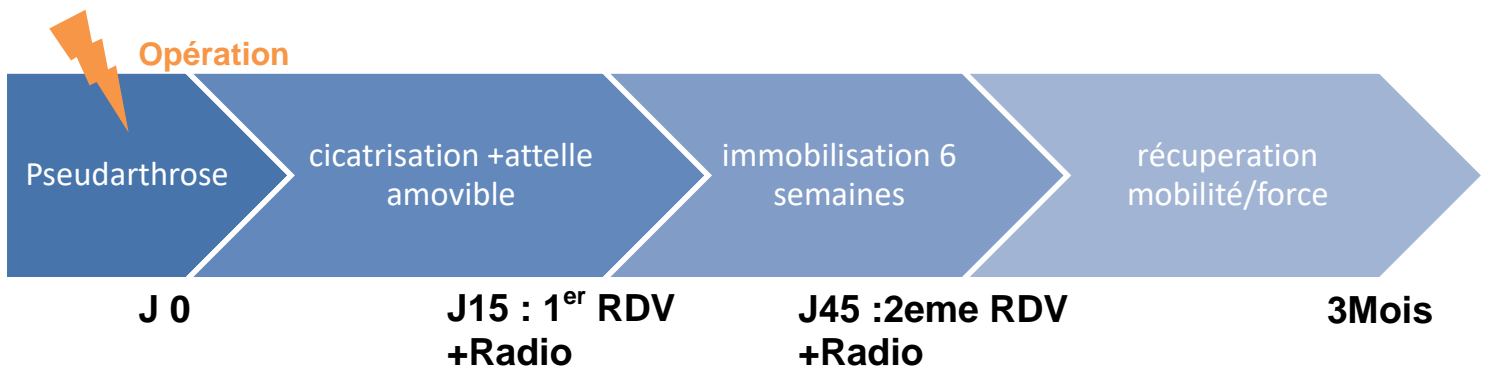 Opération
Pseudarthrose
cicatrisation +attelle
amovible
immobilisation 6
semaines
récuperation
mobilité/force
J 0
J15 : 1er RDV
+Radio
J45 :2eme RDV
+Radio
3Mois